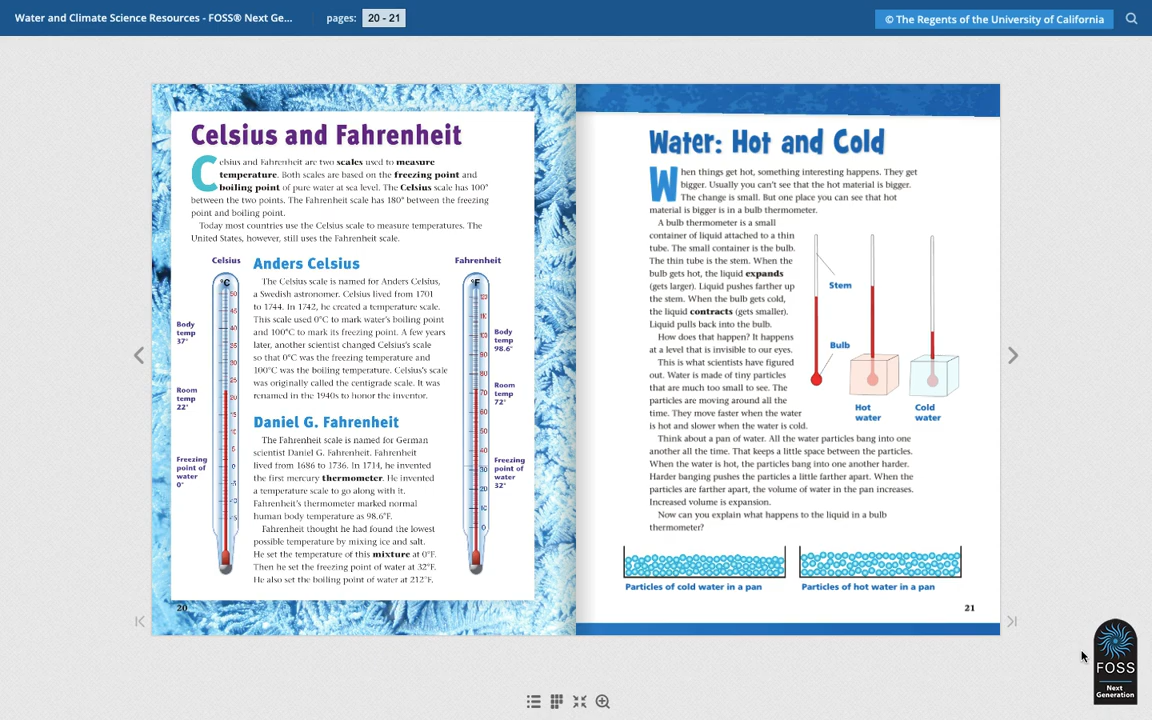 Water and Climate Science Resources - FOSS® Next Ge...
pages:
20 - 21
© The Regents of the University of California
Celsius and Fahrenheit
Celsius and Fahrenheit are two scales used to measure
temperature. Both scales are based on the freezing point and
boiling point of pure water at sea level. The Celsius scale has 100°
between the two points. The Fahrenheit scale has 180° between the freezing
point and boiling point.
Today most countries use the Celsius scale to measure temperatures. The
United States, however, still uses the Fahrenheit scale.
Celsius
°C
Body
temp
37°
Room
temp
22°
Freezing
point of
water
0°
Anders Celsius
The Celsius scale is named for Anders Celsius,
a Swedish astronomer. Celsius lived from 1701
to 1744. In 1742, he created a temperature scale.
This scale used 0°C to mark water's boiling point
and 100°C to mark its freezing point. A few years
later, another scientist changed Celsius's scale
so that 0°C was the freezing temperature and
100°C was the boiling temperature. Celsius's scale
was originally called the centigrade scale. It was
renamed in the 1940s to honor the inventor.
Daniel G. Fahrenheit
The Fahrenheit scale is named for German
scientist Daniel G. Fahrenheit. Fahrenheit
lived from 1686 to 1736. In 1714, he invented
the first mercury thermometer. He invented
a temperature scale to go along with it.
Fahrenheit's thermometer marked normal
human body temperature as 98.6°F.
Fahrenheit thought he had found the lowest
possible temperature by mixing ice and salt.
He set the temperature of this mixture at 0°F.
Then he set the freezing point of water at 32°F.
He also set the boiling point of water at 212°F.
Fahrenheit
°F
Body
temp
98.6°
Room
temp
72°
Freezing
point of
water
32°
20
Water: Hot and Cold
When things get hot, something interesting happens. They get
bigger. Usually you can't see that the hot material is bigger.
The change is small. But one place you can see that hot
material is bigger is in a bulb thermometer.
A bulb thermometer is a small
container of liquid attached to a thin
tube. The small container is the bulb.
The thin tube is the stem. When the
bulb gets hot, the liquid expands
(gets larger). Liquid pushes farther up
the stem. When the bulb gets cold,
the liquid contracts (gets smaller).
Liquid pulls back into the bulb.
How does that happen? It happens
at a level that is invisible to our eyes.
This is what scientists have figured
out. Water is made of tiny particles
that are much too small to see. The
particles are moving around all the
time. They move faster when the water
is hot and slower when the water is cold.
Think about a pan of water. All the water particles bang into one
another all the time. That keeps a little space between the particles.
When the water is hot, the particles bang into one another harder.
Harder banging pushes the particles a little farther apart. When the
particles are farther apart, the volume of water in the pan increases.
Increased volume is expansion.
Now can you explain what happens to the liquid in a bulb
thermometer?
Stem
Bulb
Hot
water
Cold
water
Particles of cold water in a pan
Particles of hot water in a pan
21
FOSS
Next
Generation